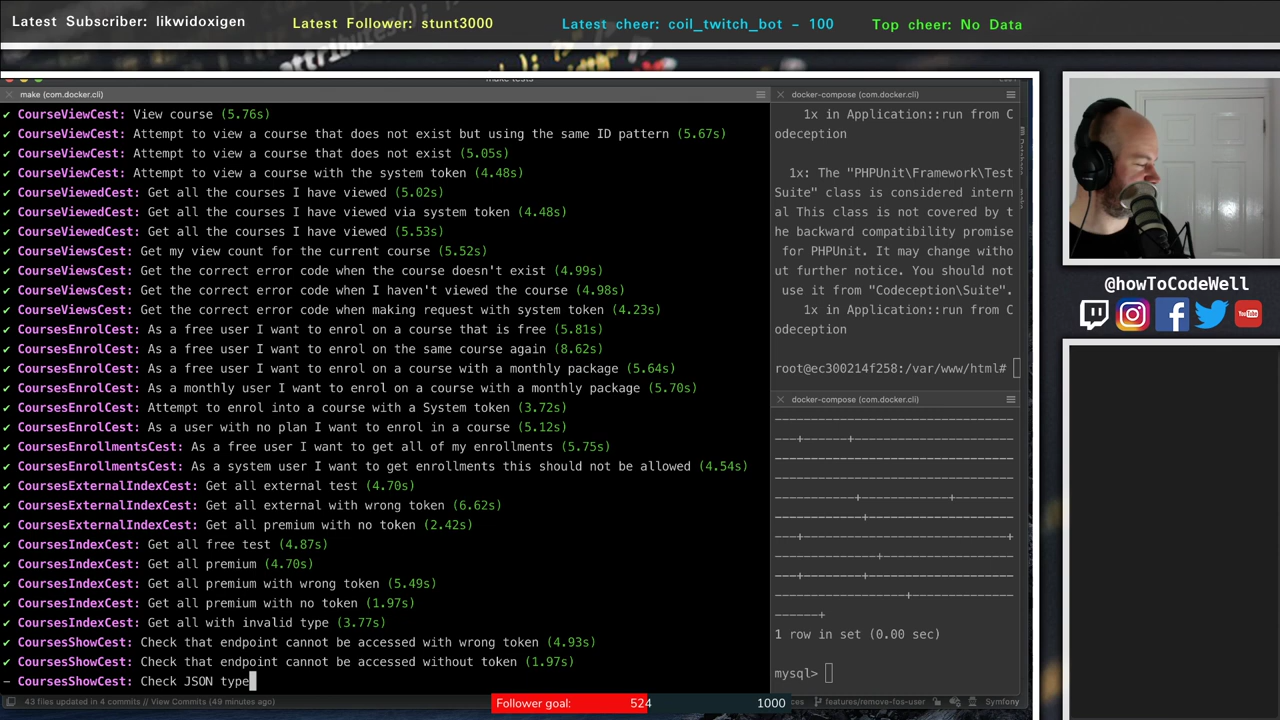 Latest Subscriber: likwidoxigen
Latest Follower: stunt3000
Latest cheer: coil_twitch_bot - 100
Top cheer: No Data
make (com.docker.cli)
✔ CourseViewCest: View course (5.76s)
✔ CourseViewCest: Attempt to view a course that does not exist but using the same ID pattern (5.67s)
✔ CourseViewCest: Attempt to view a course that does not exist (5.05s)
✔ CourseViewCest: Attempt to view a course with the system token (4.48s)
✔ CourseViewedCest: Get all the courses I have viewed (5.02s)
✔ CourseViewedCest: Get all the courses I have viewed via system token (4.48s)
✔ CourseViewedCest: Get all the courses I have viewed (5.53s)
✔ CourseViewsCest: Get my view count for the current course (5.52s)
✔ CourseViewsCest: Get the correct error code when the course doesn't exist (4.99s)
✔ CourseViewsCest: Get the correct error code when I haven't viewed the course (4.98s)
✔ CourseViewsCest: Get the correct error code when making request with system token (4.23s)
✔ CoursesEnrolCest: As a free user I want to enrol on a course that is free (5.81s)
✔ CoursesEnrolCest: As a free user I want to enrol on the same course again (8.62s)
✔ CoursesEnrolCest: As a free user I want to enrol on a course with a monthly package (5.64s)
✔ CoursesEnrolCest: As a monthly user I want to enrol on a course with a monthly package (5.70s)
✔ CoursesEnrolCest: Attempt to enrol into a course with a System token (3.72s)
✔ CoursesEnrolCest: As a user with no plan I want to enrol in a course (5.12s)
✔ CoursesEnrollmentsCest: As a free user I want to get all of my enrollments (5.75s)
✔ CoursesEnrollmentsCest: As a system user I want to get enrollments this should not be allowed (4.54s)
✔ CoursesExternalIndexCest: Get all external test (4.70s)
✔ CoursesExternalIndexCest: Get all external with wrong token (6.62s)
✔ CoursesExternalIndexCest: Get all premium with no token (2.42s)
✔ CoursesIndexCest: Get all free test (4.87s)
✔ CoursesIndexCest: Get all premium (4.70s)
✔ CoursesIndexCest: Get all premium with wrong token (5.49s)
✔ CoursesIndexCest: Get all premium with no token (1.97s)
✔ CoursesIndexCest: Get all with invalid type (3.77s)
✔ CoursesShowCest: Check that endpoint cannot be accessed with wrong token (4.93s)
✔ CoursesShowCest: Check that endpoint cannot be accessed without token (1.97s)
– CoursesShowCest: Check JSON type
docker-compose (com.docker.cli)
1x in Application::run from C
odeception
1x: The "PHPUnit\Framework\Test
Suite" class is considered intern
al This class is not covered by t
he backward compatibility promise
for PHPUnit. It may change witho
ut further notice. You should not
use it from "Codeception\Suite".
1x in Application::run from C
odeception
root@ec300214f258:/var/www/html#
docker-compose (com.docker.cli)
---------------------------------
---+------+----------------------
---------------------------------
---------------------------------
-----------+------------+--------
------------+--------------------
---+----------------------------+
--------------+------------------
---+--------+--------------------
------------------+--------------
------+
1 row in set (0.00 sec)
mysql>
@howToCodeWell
YouTube
43 files updated in 4 commits // View Commits (49 minutes ago)
Follower goal: 524 1000
features/remove-fos-user
Symfony